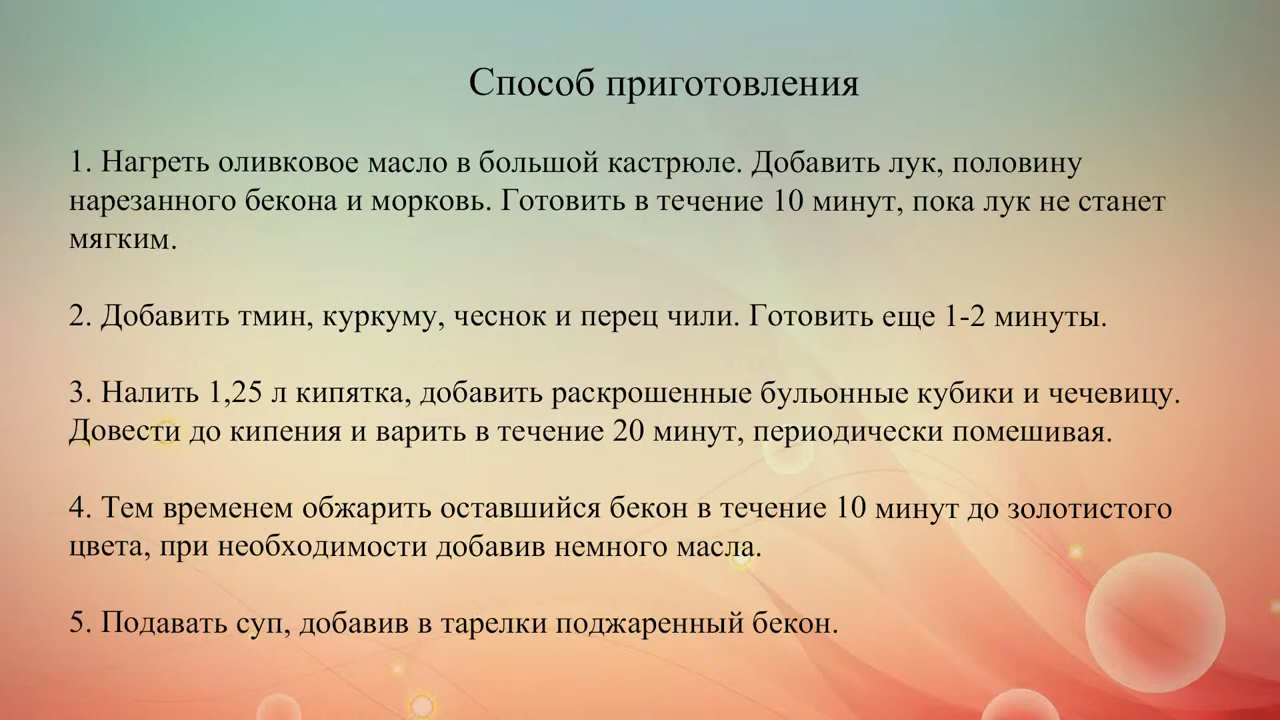 Способ приготовления
1. Нагреть оливковое масло в большой кастрюле. Добавить лук, половину
нарезанного бекона и морковь. Готовить в течение 10 минут, пока лук не станет
мягким.
2. Добавить тмин, куркуму, чеснок и перец чили. Готовить еще 1-2 минуты.
3. Налить 1,25 л кипятка, добавить раскрошенные бульонные кубики и чечевицу.
Довести до кипения и варить в течение 20 минут, периодически помешивая.
4. Тем временем обжарить оставшийся бекон в течение 10 минут до золотистого
цвета, при необходимости добавив немного масла.
5. Подавать суп, добавив в тарелки поджаренный бекон.